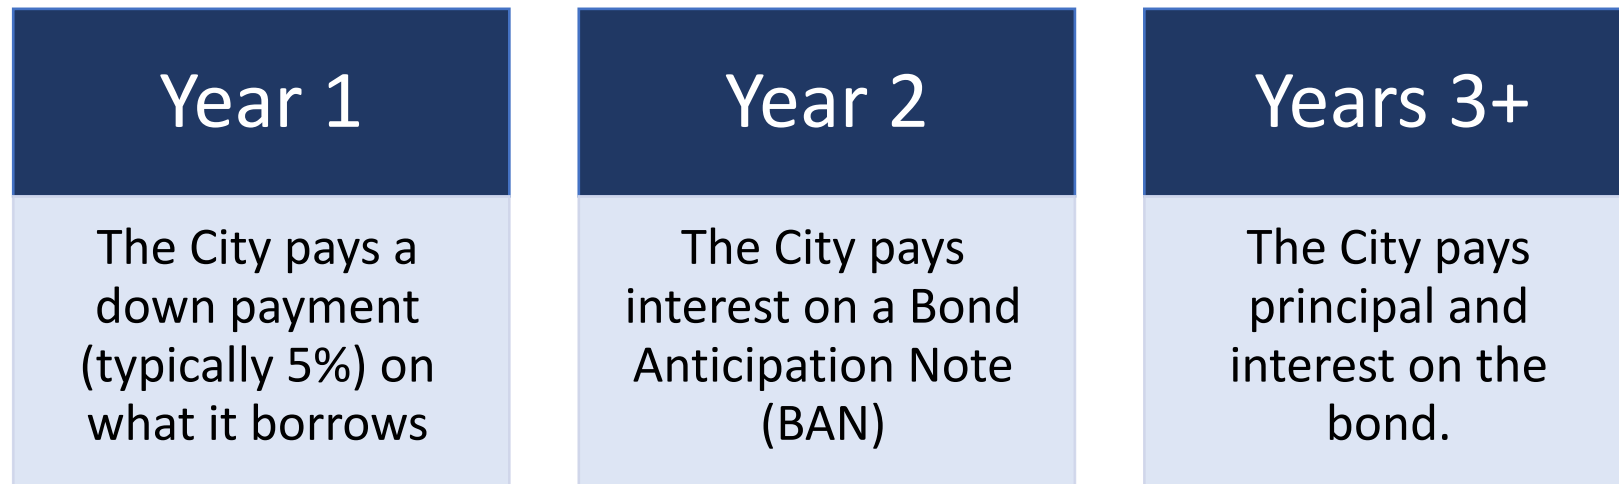 Year 1
The City pays a
down payment
(typically 5%) on
what it borrows
Year 2
The City pays
interest on a Bond
Anticipation Note
(BAN)
Years 3+
The City pays
principal and
interest on the
bond.